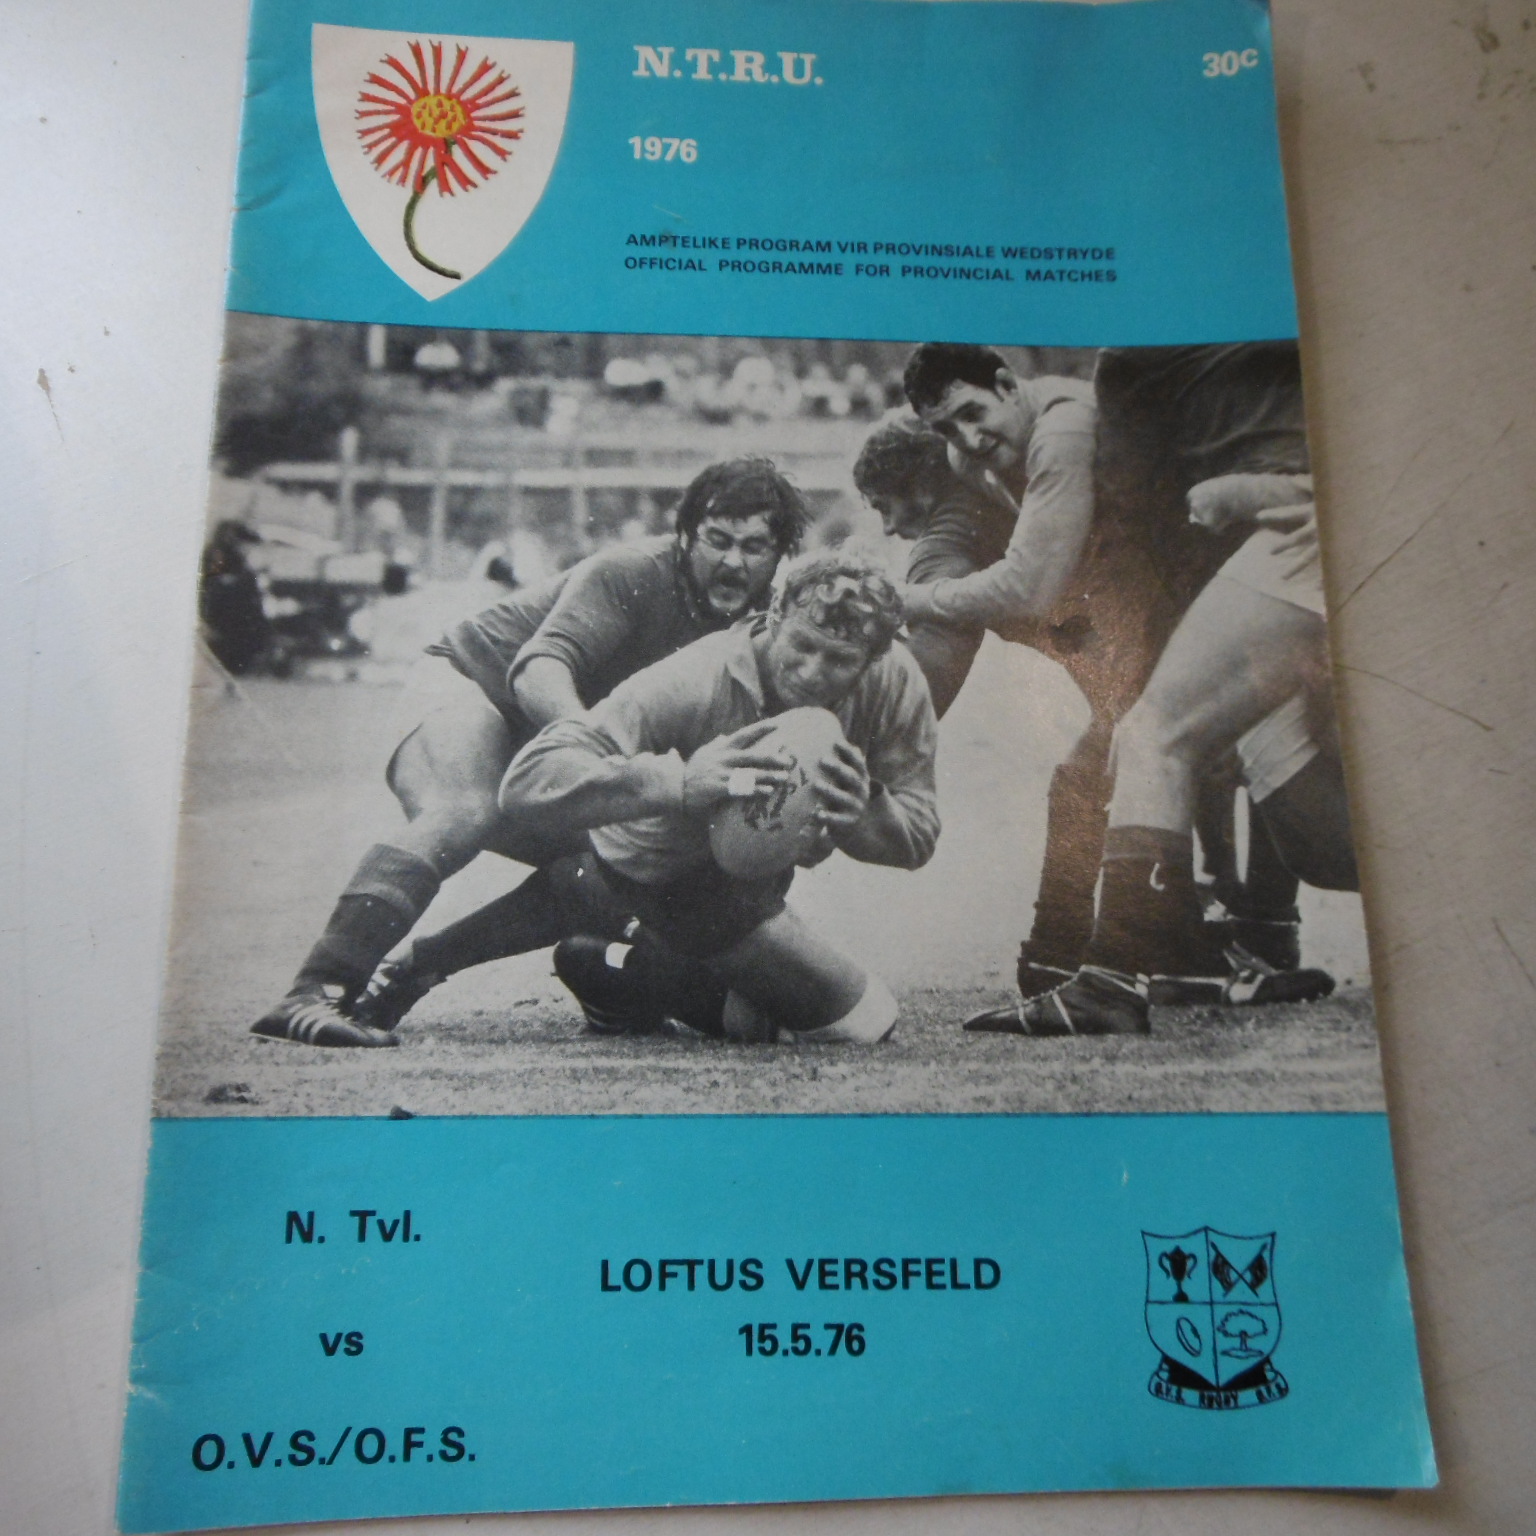 N.T.R.U.
30c
1976
AMPTELIKE PROGRAM VIR PROVINSIALE WEDSTRYDE
OFFICIAL PROGRAMME FOR PROVINCIAL MATCHES
N. Tvl.
vs
O.V.S./O.F.S.
LOFTUS VERSFELD
15.5.76
O.V.S. RUGBY O.F.S.